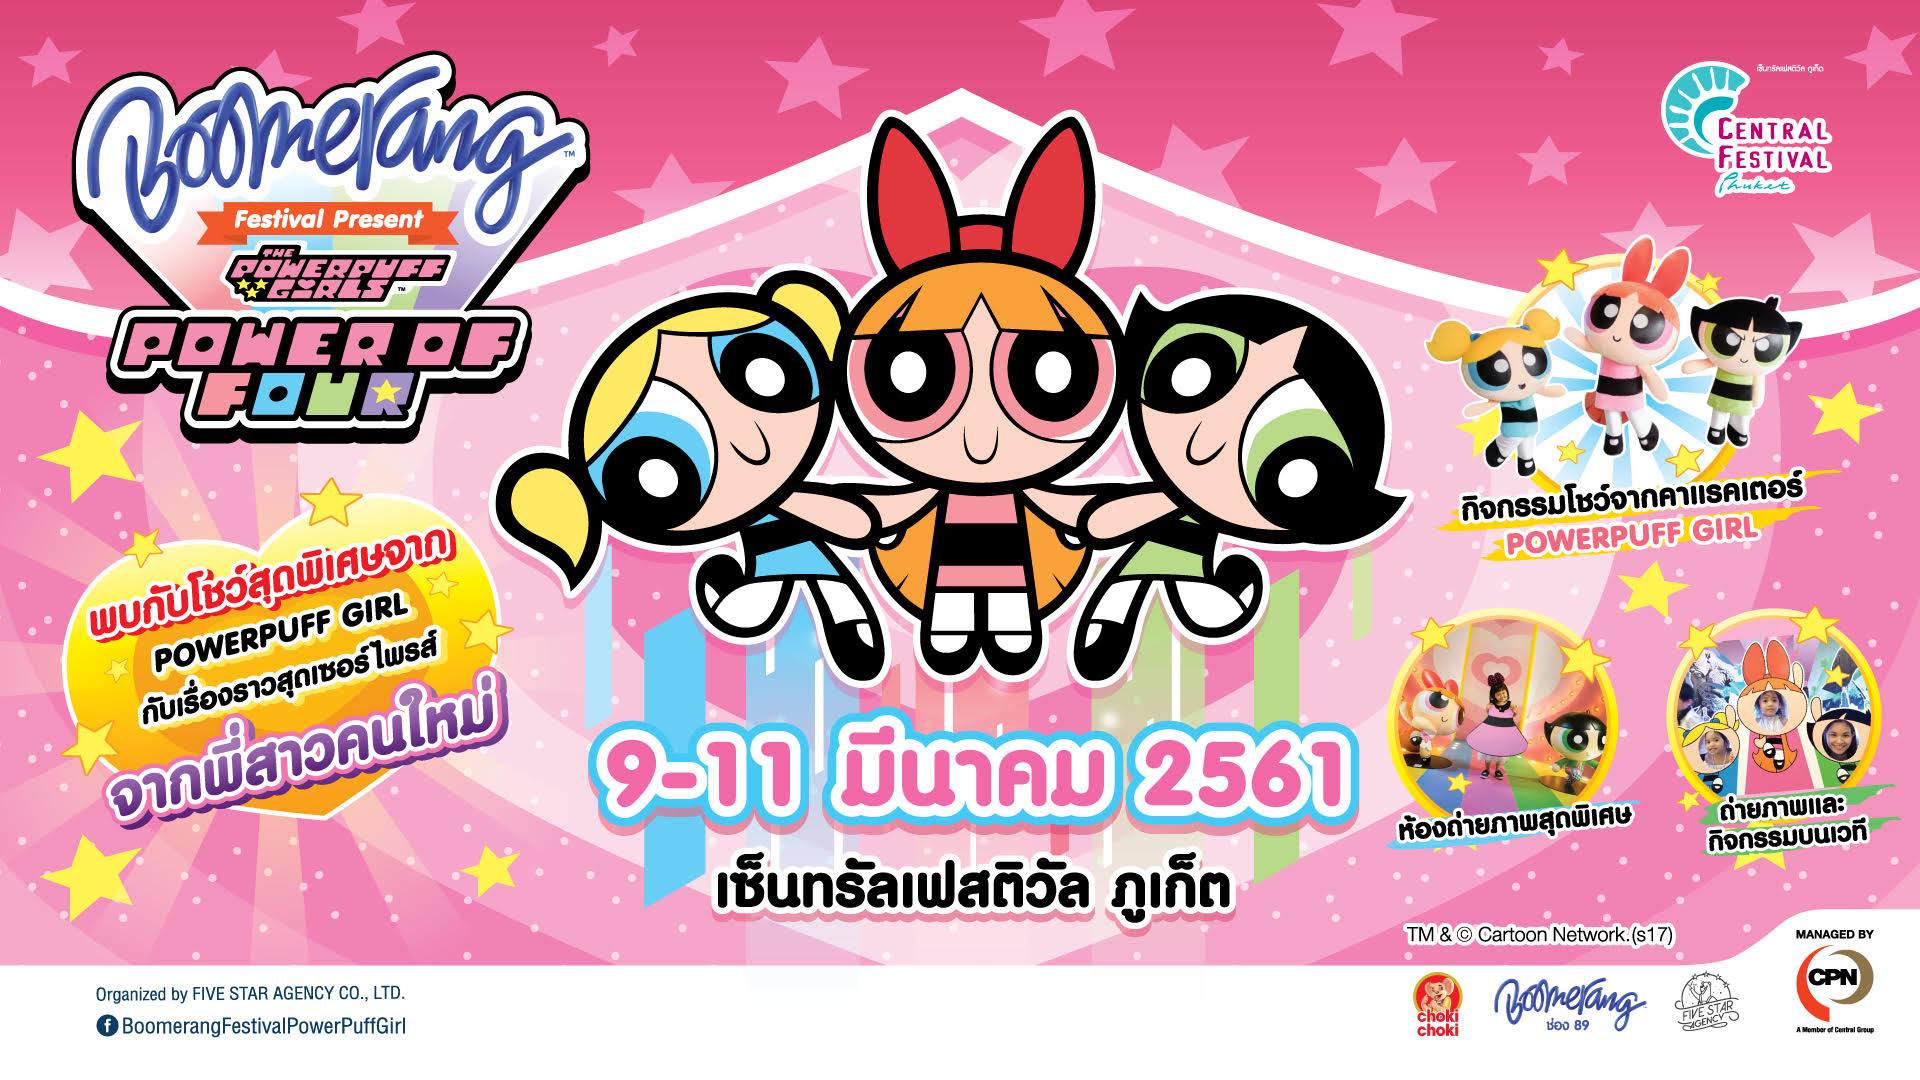 Boomerang™
Festival Present
THE
POWERPUFF
GIRLS™
POWER OF
FOUR
เซ็นทรัลเฟสติวัล ภูเก็ต
CENTRAL
FESTIVAL
Phuket
พบกับโชว์สุดพิเศษจาก
POWERPUFF GIRL
กับเรื่องราวสุดเซอร์ไพรส์
จากพี่สาวคนใหม่
กิจกรรมโชว์จากคาแรคเตอร์
POWERPUFF GIRL
ห้องถ่ายภาพสุดพิเศษ
ถ่ายภาพและ
กิจกรรมบนเวที
9-11 มีนาคม 2561
เซ็นทรัลเฟสติวัล ภูเก็ต
TM & © Cartoon Network.(s17)
Organized by FIVE STAR AGENCY CO., LTD.
BoomerangFestivalPowerPuffGirl
choki
choki
Boomerang
ช่อง 89
FIVE STAR
AGENCY
MANAGED BY
CPN
A Member of Central Group